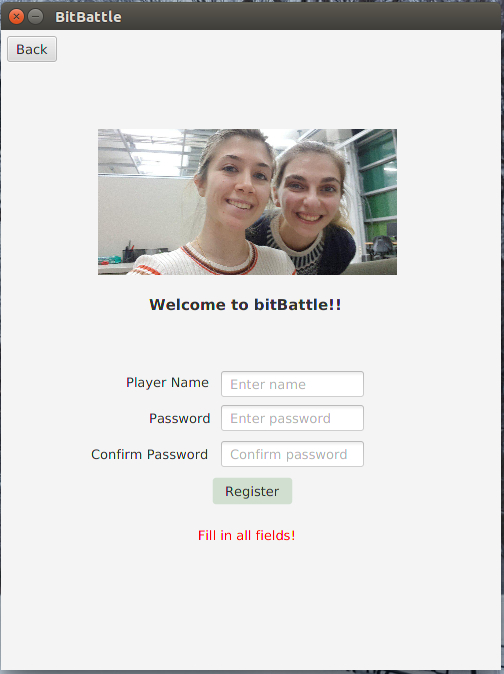 BitBattle
Back
Welcome to bitBattle!!
Player Name Enter name
Password Enter password
Confirm Password Confirm password
Register
Fill in all fields!